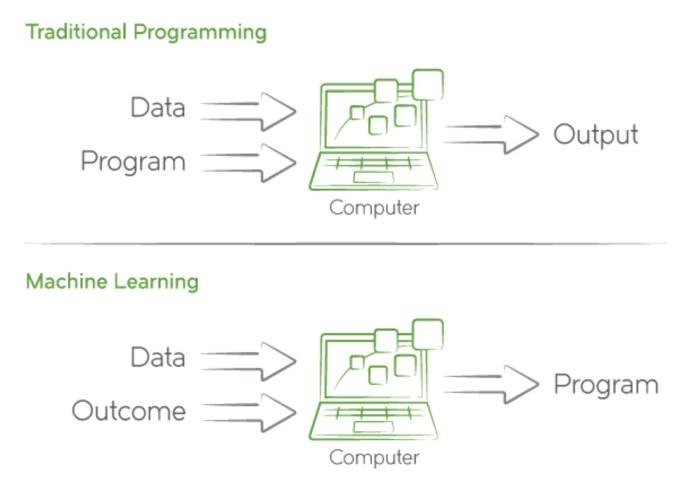 Traditional Programming
Data
Program
Output
Computer
Machine Learning
Data
Outcome
Program
Computer